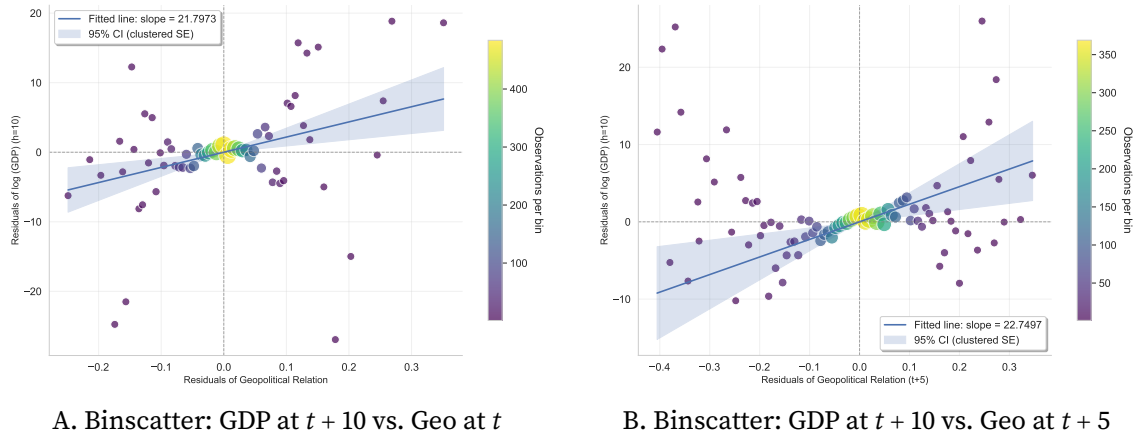 Fitted line: slope = 21.7973
95% CI (clustered SE)
20
10
0
−10
−20
Residuals of log (GDP) (h=10)
−0.2
−0.1
0.0
0.1
0.2
0.3
Residuals of Geopolitical Relation
400
300
200
100
Observations per bin
A. Binscatter: GDP at t + 10 vs. Geo at t
20
10
0
−10
Residuals of log (GDP) (h=10)
Fitted line: slope = 22.7497
95% CI (clustered SE)
−0.4
−0.3
−0.2
−0.1
0.0
0.1
0.2
0.3
Residuals of Geopolitical Relation (t+5)
350
300
250
200
150
100
50
Observations per bin
B. Binscatter: GDP at t + 10 vs. Geo at t + 5